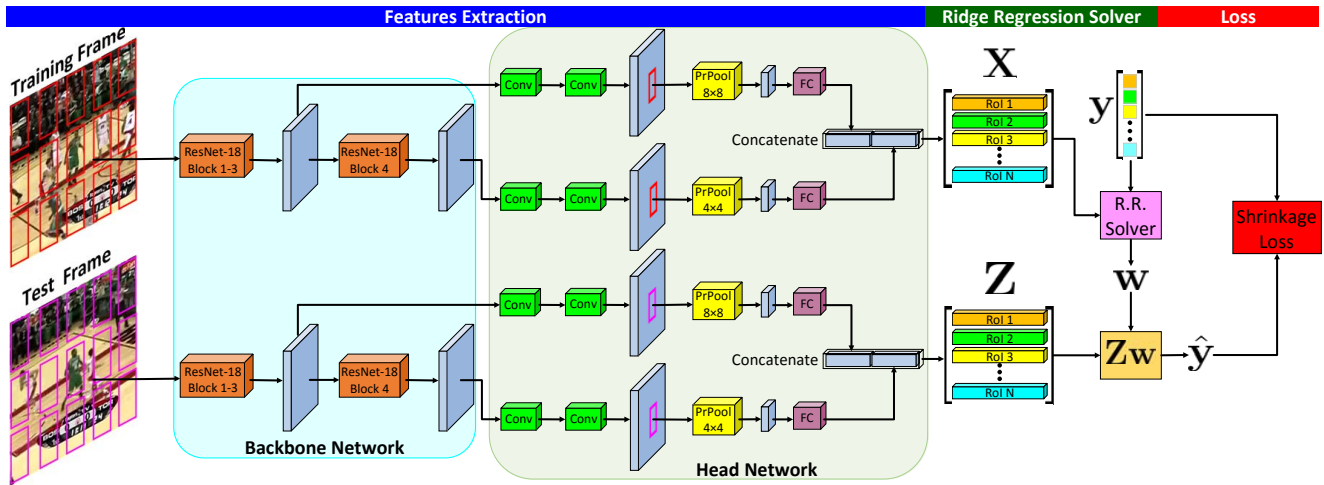 Features Extraction
Ridge Regression Solver
Loss
Training Frame
ResNet-18
Block 1-3
ResNet-18
Block 4
Conv
Conv
PrPool
8×8
FC
Conv
Conv
PrPool
4×4
FC
Concatenate
X
RoI 1
RoI 2
RoI 3
RoI N
y
R.R.
Solver
w
Shrinkage
Loss
Test Frame
ResNet-18
Block 1-3
ResNet-18
Block 4
Conv
Conv
PrPool
8×8
FC
Conv
Conv
PrPool
4×4
FC
Concatenate
Z
RoI 1
RoI 2
RoI 3
RoI N
Zw
ŷ
Backbone Network
Head Network